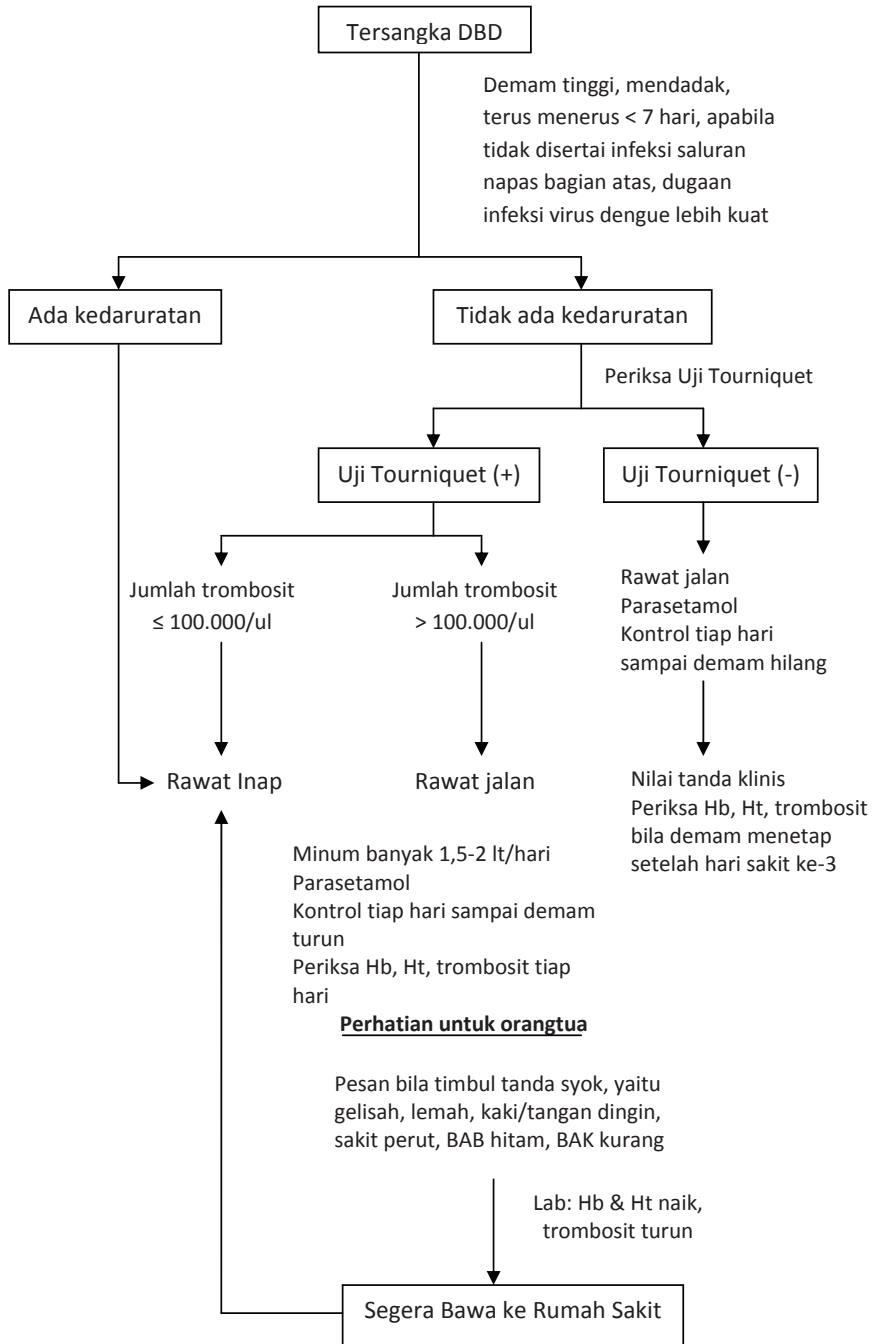 Tersangka DBD
Demam tinggi, mendadak,
terus menerus < 7 hari, apabila
tidak disertai infeksi saluran
napas bagian atas, dugaan
infeksi virus dengue lebih kuat
Ada kedaruratan
Tidak ada kedaruratan
Periksa Uji Tourniquet
Uji Tourniquet (+)
Uji Tourniquet (-)
Jumlah trombosit
≤ 100.000/ul
Jumlah trombosit
> 100.000/ul
Rawat jalan
Parasetamol
Kontrol tiap hari
sampai demam hilang
Rawat Inap
Rawat jalan
Nilai tanda klinis
Periksa Hb, Ht, trombosit
bila demam menetap
setelah hari sakit ke-3
Minum banyak 1,5-2 lt/hari
Parasetamol
Kontrol tiap hari sampai demam
turun
Periksa Hb, Ht, trombosit tiap
hari
Perhatian untuk orangtua
Pesan bila timbul tanda syok, yaitu
gelisah, lemah, kaki/tangan dingin,
sakit perut, BAB hitam, BAK kurang
Lab: Hb & Ht naik,
trombosit turun
Segera Bawa ke Rumah Sakit